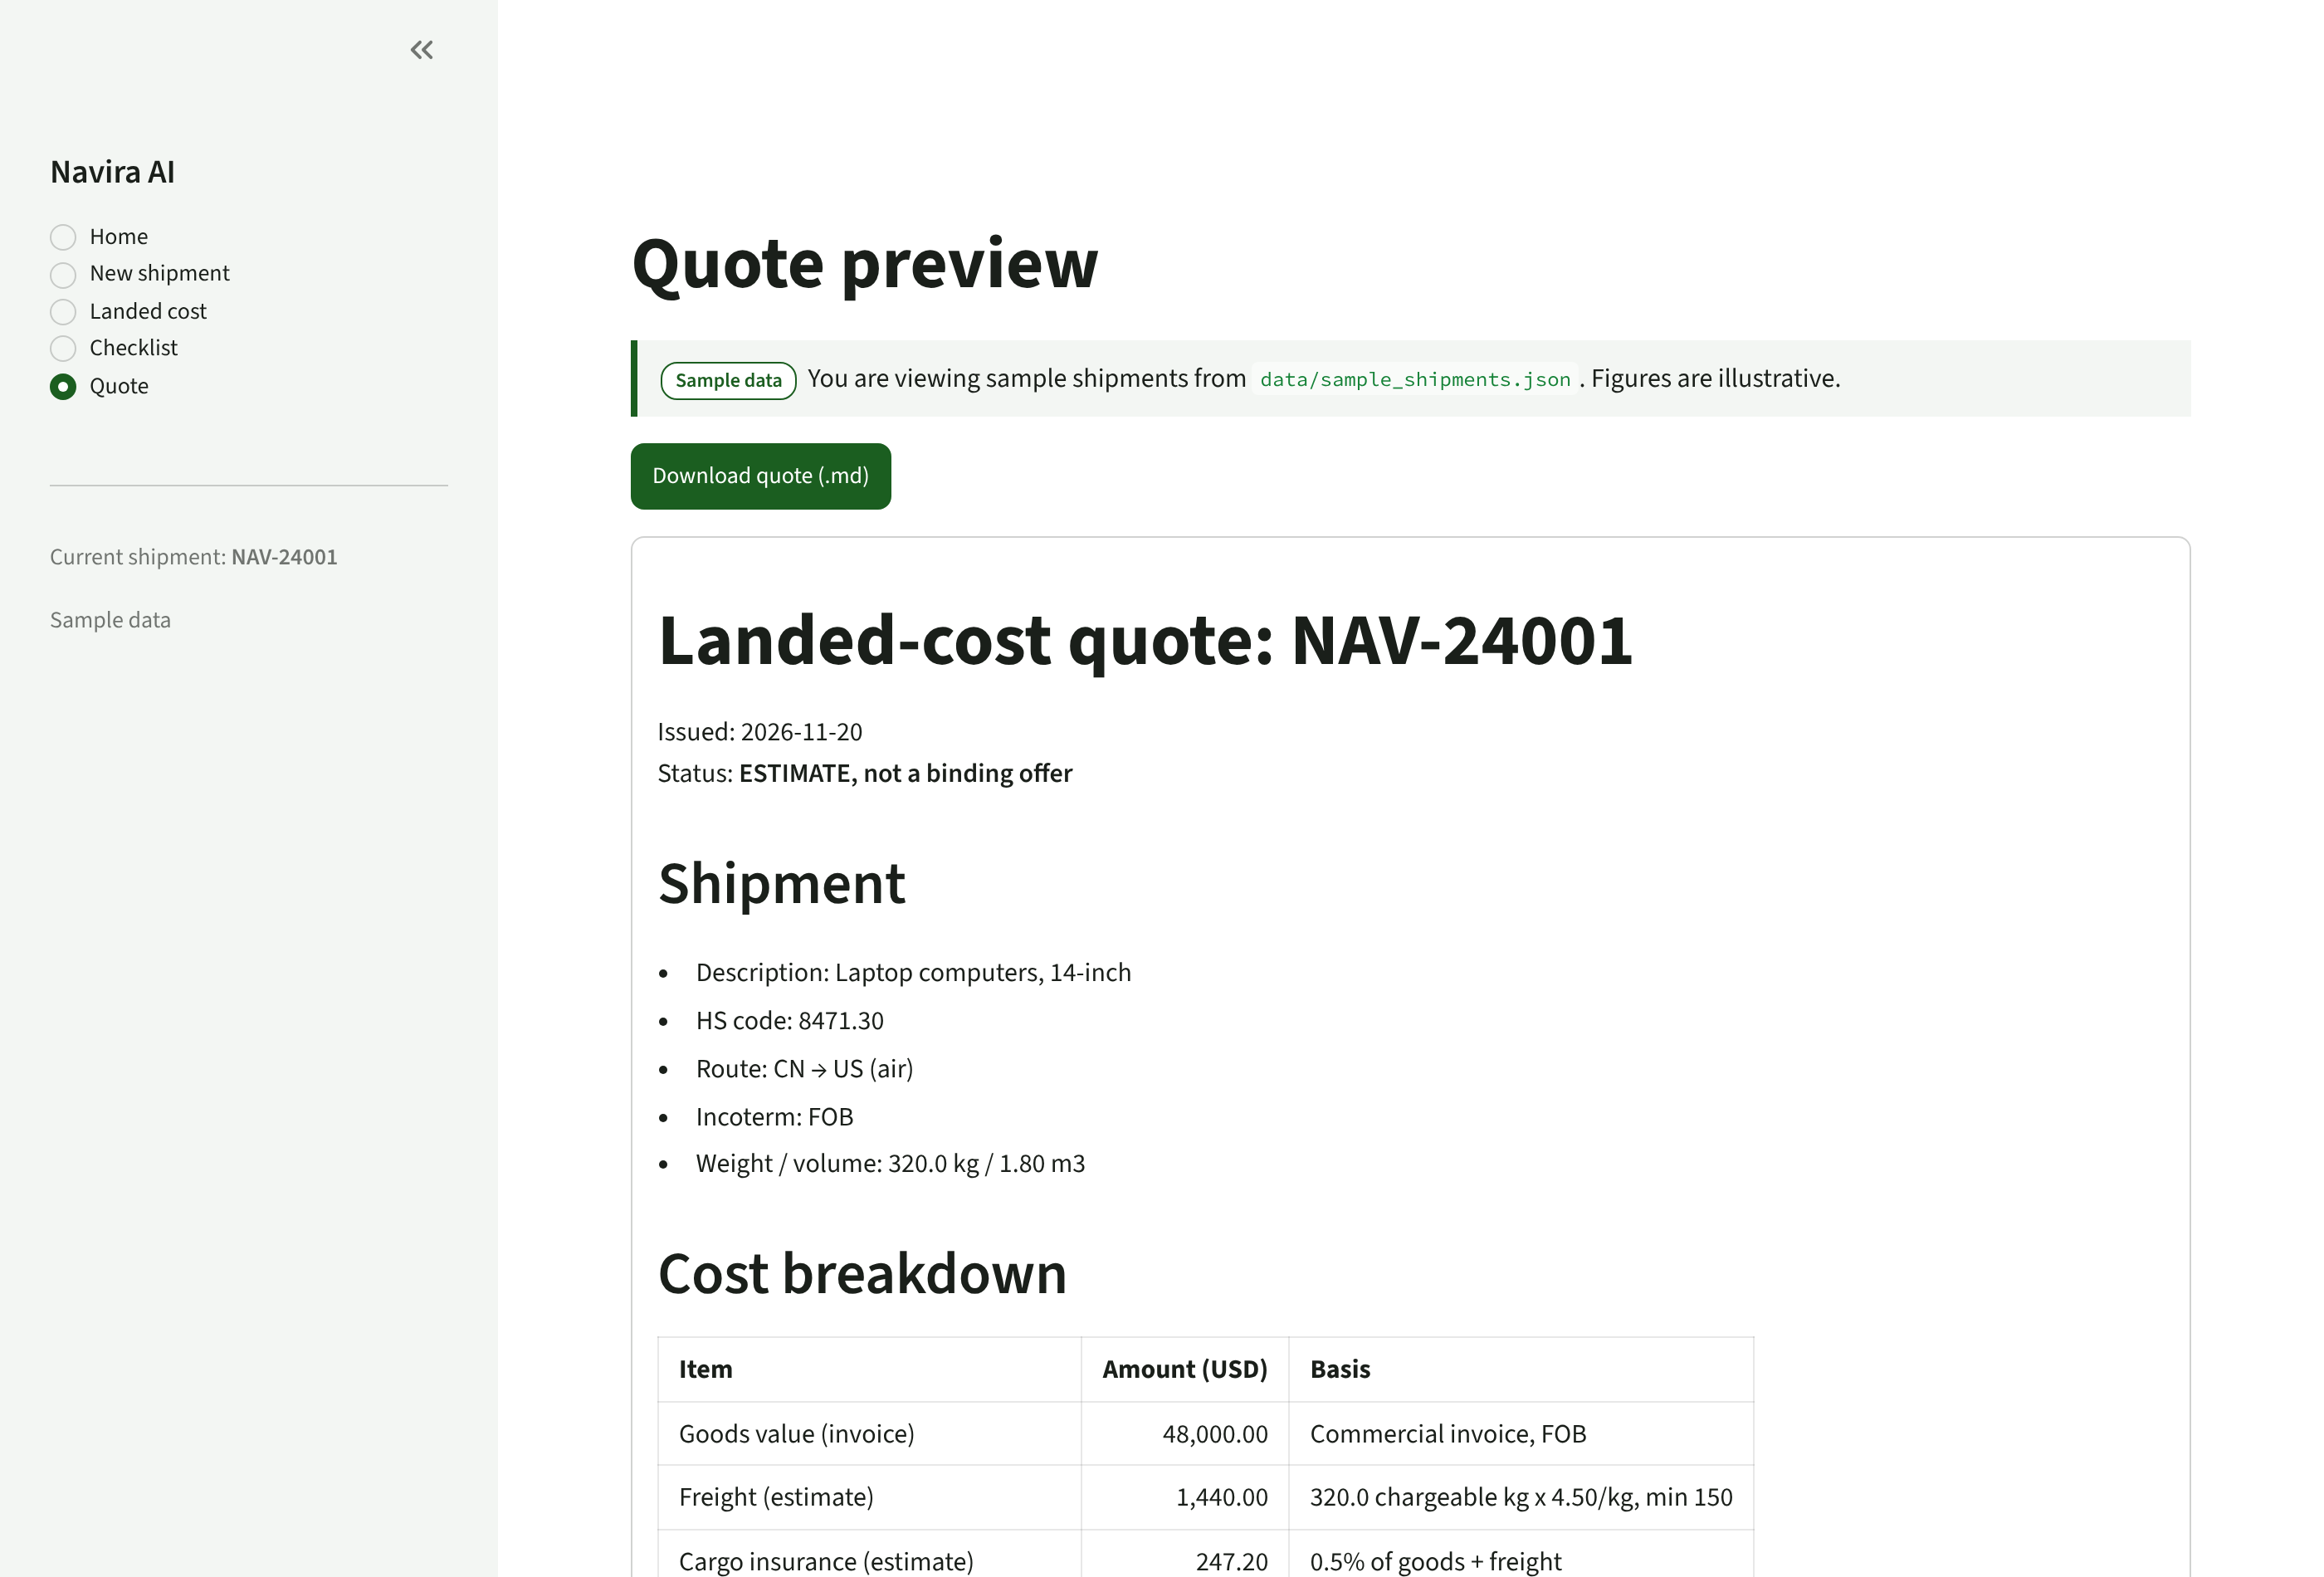 Navira AI
Home
New shipment
Landed cost
Checklist
Quote
Current shipment: NAV-24001
Sample data
Quote preview
Sample data You are viewing sample shipments from data/sample_shipments.json. Figures are illustrative.
Download quote (.md)
Landed-cost quote: NAV-24001
Issued: 2026-11-20
Status: ESTIMATE, not a binding offer
Shipment
• Description: Laptop computers, 14-inch
• HS code: 8471.30
• Route: CN → US (air)
• Incoterm: FOB
• Weight / volume: 320.0 kg / 1.80 m3
Cost breakdown
Item Amount (USD) Basis
Goods value (invoice) 48,000.00 Commercial invoice, FOB
Freight (estimate) 1,440.00 320.0 chargeable kg x 4.50/kg, min 150
Cargo insurance (estimate) 247.20 0.5% of goods + freight